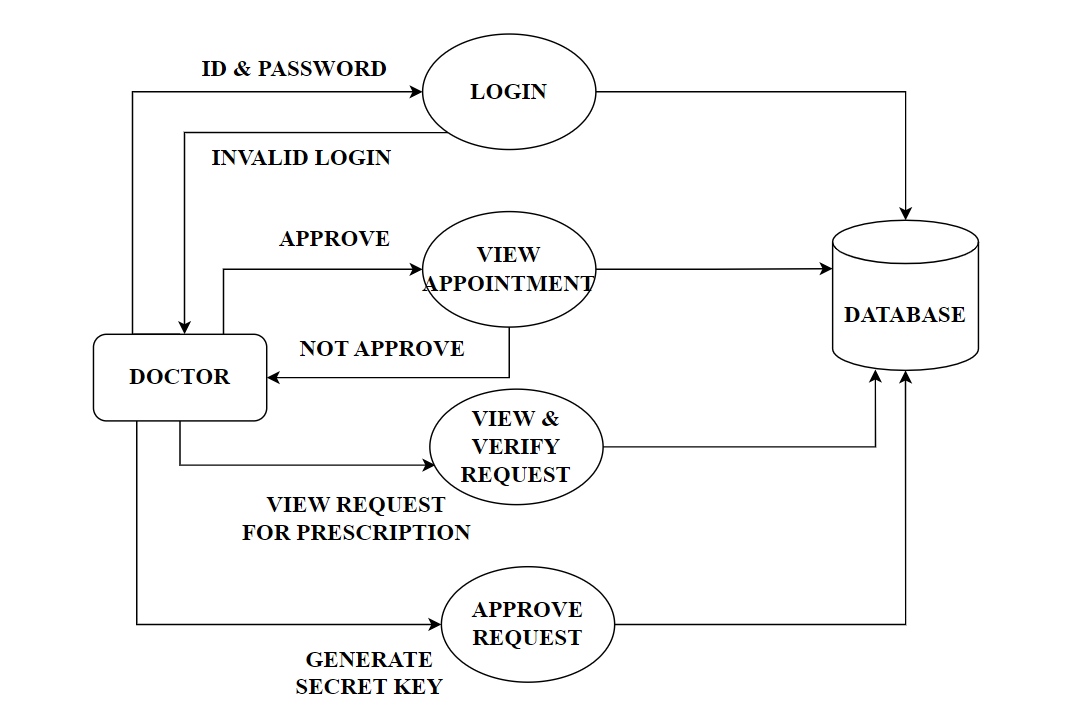 ID & PASSWORD
LOGIN
INVALID LOGIN
APPROVE
VIEW
APPOINTMENT
DATABASE
NOT APPROVE
DOCTOR
VIEW &
VERIFY
REQUEST
VIEW REQUEST
FOR PRESCRIPTION
APPROVE
REQUEST
GENERATE
SECRET KEY